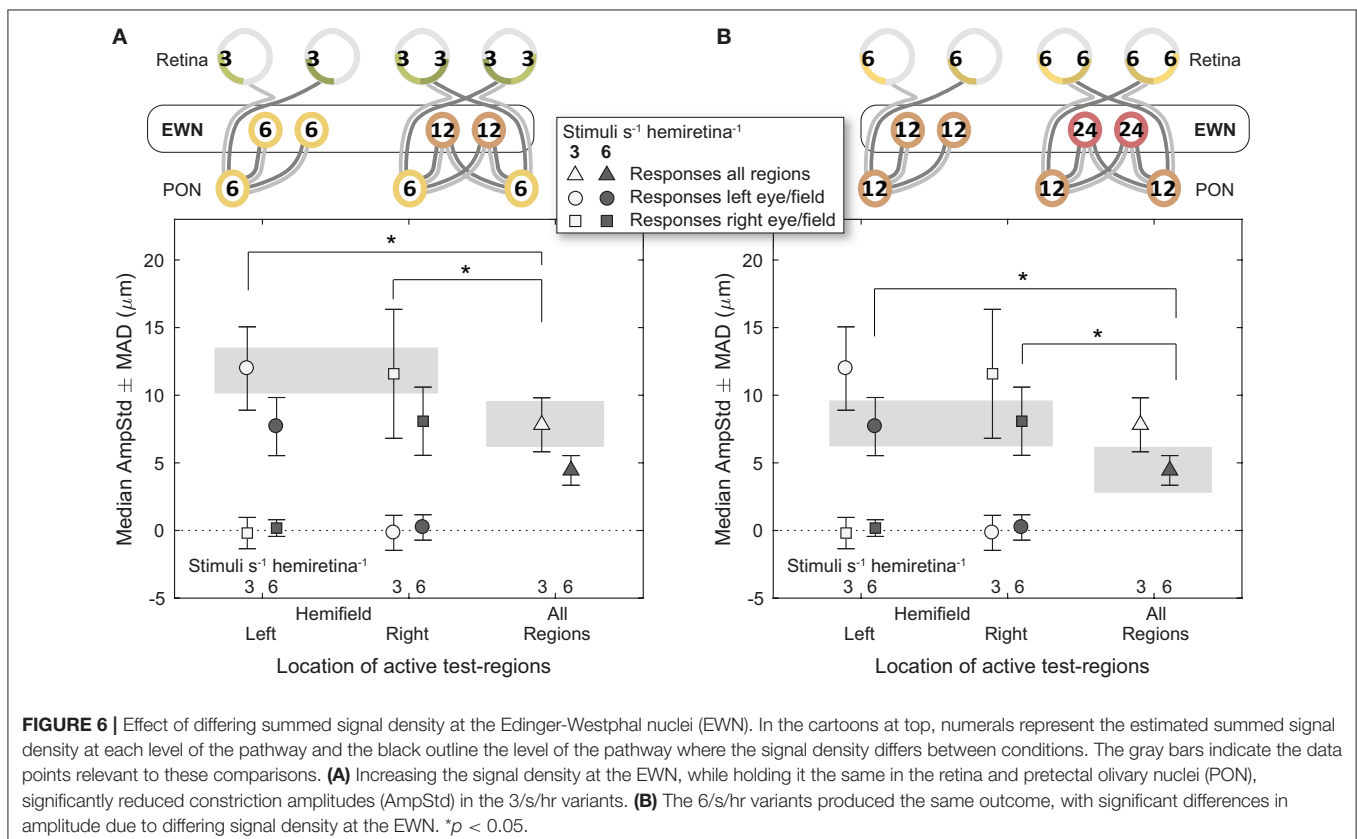 A
B
Retina 3 3 3 3 3 3
6 6 6 6 6 6 Retina
EWN 6 6 12 12
12 12 24 24 EWN
PON 6 6 6
12 12 12 PON
Stimuli s⁻¹ hemiretina⁻¹
3 6
Responses all regions
Responses left eye/field
Responses right eye/field
Median AmpStd ± MAD (μm)
20
15
10
5
0
-5
* *
Stimuli s⁻¹ hemiretina⁻¹
3 6 3 6 3 6
Hemifield All
Left Right Regions
Location of active test-regions
Median AmpStd ± MAD (μm)
20
15
10
5
0
-5
* *
Stimuli s⁻¹ hemiretina⁻¹
3 6 3 6 3 6
Hemifield All
Left Right Regions
Location of active test-regions
FIGURE 6 | Effect of differing summed signal density at the Edinger-Westphal nuclei (EWN). In the cartoons at top, numerals represent the estimated summed signal
density at each level of the pathway and the black outline the level of the pathway where the signal density differs between conditions. The gray bars indicate the data
points relevant to these comparisons. (A) Increasing the signal density at the EWN, while holding it the same in the retina and pretectal olivary nuclei (PON),
significantly reduced constriction amplitudes (AmpStd) in the 3/s/hr variants. (B) The 6/s/hr variants produced the same outcome, with significant differences in
amplitude due to differing signal density at the EWN. *p < 0.05.